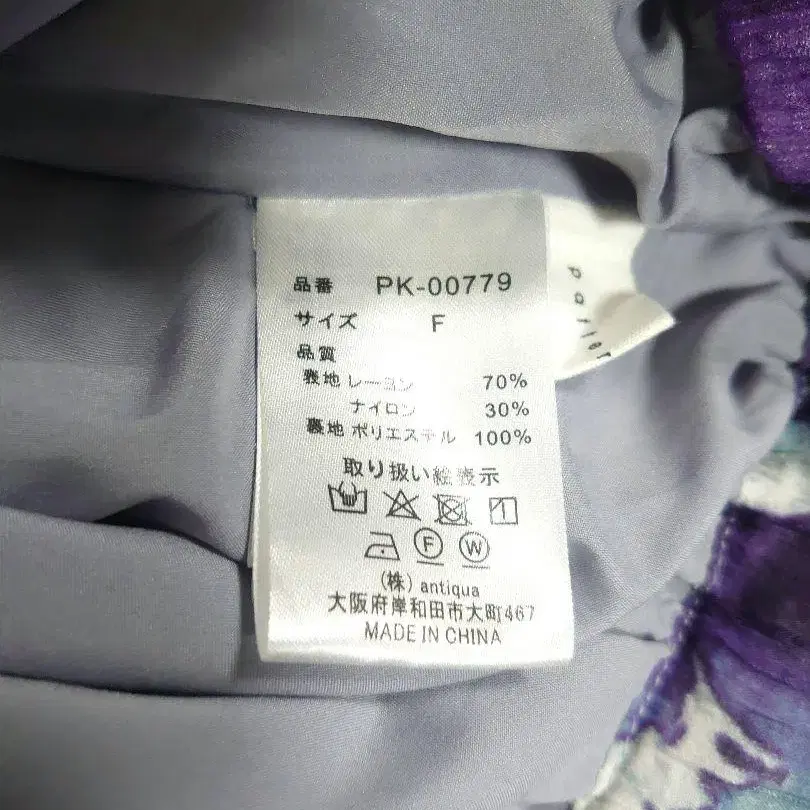 品番 PK-00779
サイズ F
品質
表地 レーヨン 70%
ナイロン 30%
裏地 ポリエステル 100%
取り扱い絵表示
1
F W
(株) antiqua
大阪府岸和田市大町467
MADE IN CHINA